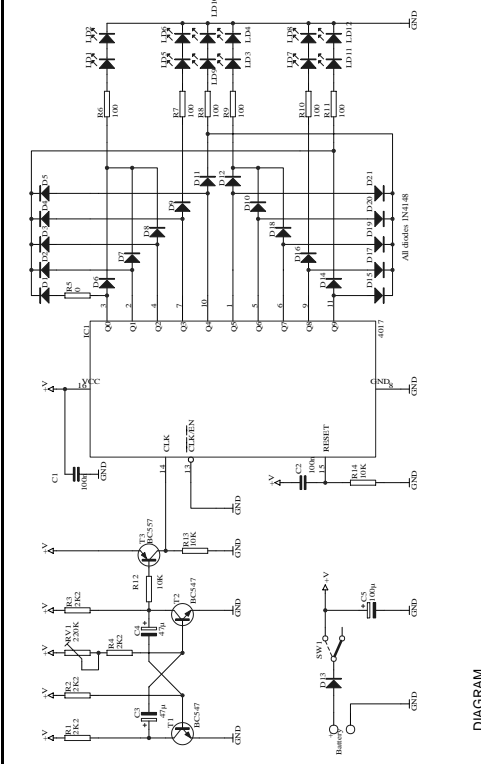 DIAGRAM
+V
+V
+V
+V
+V
R1
2K2
R2
2K2
RV1
220K
R4
2K2
R3
2K2
C3
+
47µ
C4
+
47µ
T1
BC547
T2
BC547
R12
10K
T3
BC557
R13
10K
GND
GND
GND
Battery
D13
SW1
+V
+
C5
100µ
GND
GND
C1
100n
GND
+V
16
VCC
IC1
4017
14
CLK
13
CLK/EN
GND
15
RESET
+V
C2
100n
R14
10K
GND
GND
8
GND
3
Q0
2
Q1
4
Q2
7
Q3
10
Q4
1
Q5
5
Q6
6
Q7
9
Q8
11
Q9
R5
0
D1
D2
D3
D4
D5
D6
D7
D8
D9
D11
D12
D10
D18
D16
D14
D15
D17
D19
D20
D21
All diodes 1N4148
R6
100
R7
100
R8
100
R9
100
R10
100
R11
100
LD1
LD2
LD5
LD6
LD9
LD10
LD3
LD4
LD7
LD8
LD11
LD12
GND